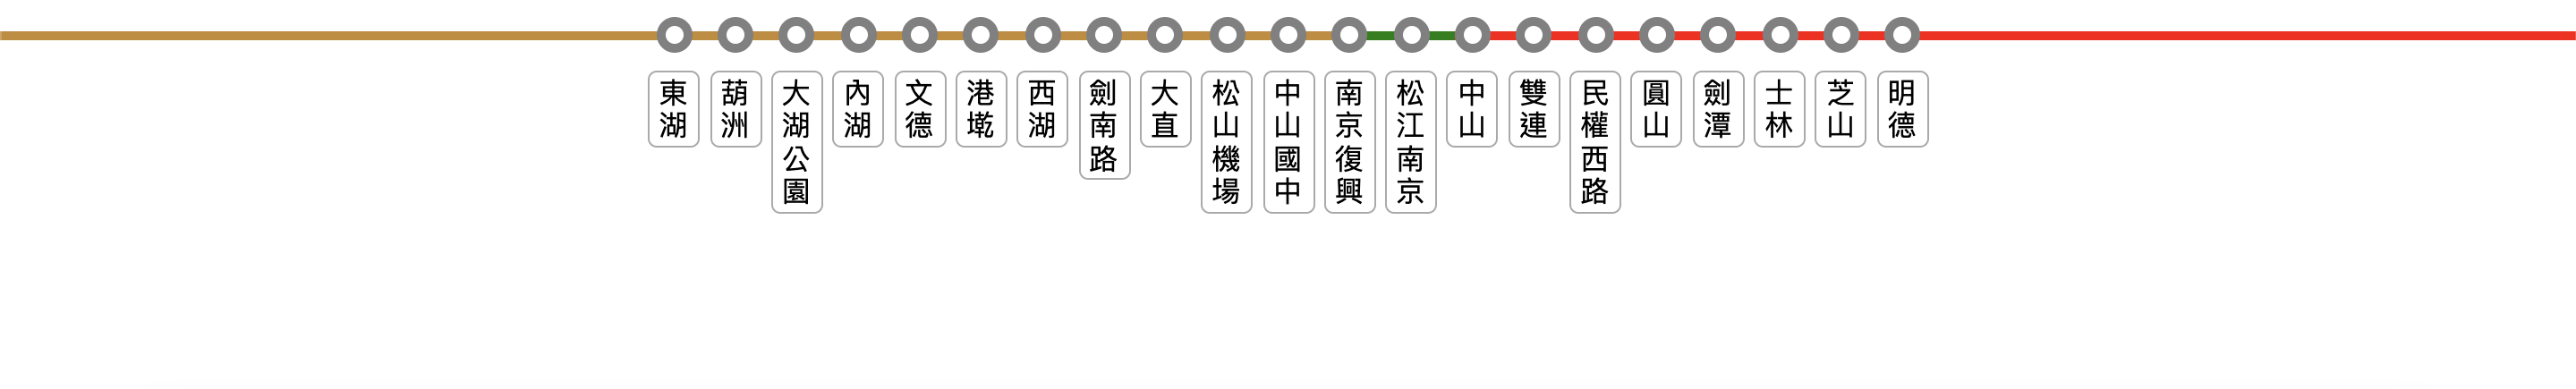 東湖
葫洲
大湖公園
內湖
文德
港墘
西湖
劍南路
大直
松山機場
中山國中
南京復興
松江南京
中山
雙連
民權西路
圓山
劍潭
士林
芝山
明德